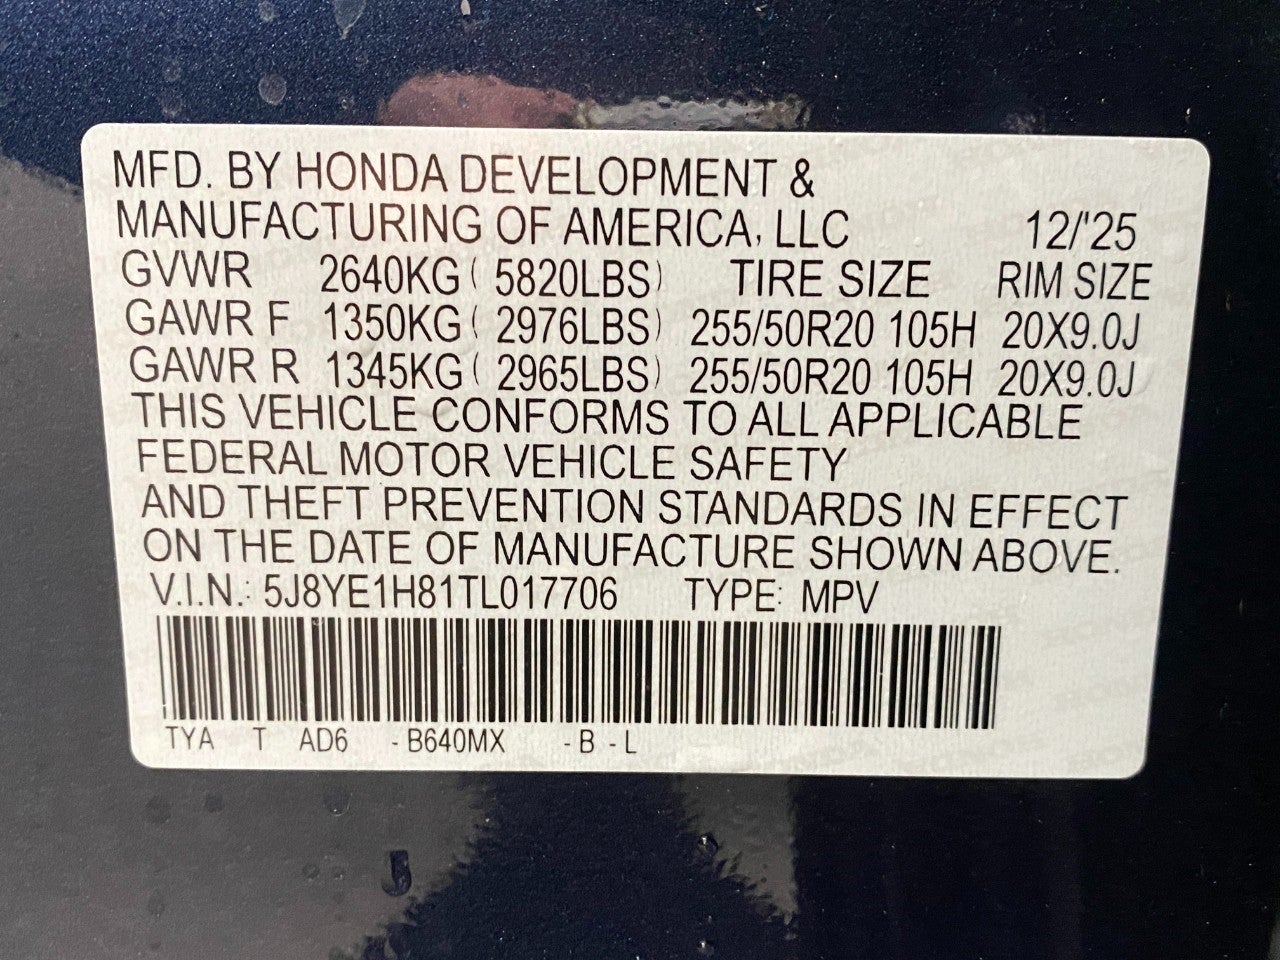 MFD. BY HONDA DEVELOPMENT &
MANUFACTURING OF AMERICA, LLC 12/'25
GVWR 2640KG ( 5820LBS) TIRE SIZE RIM SIZE
GAWR F 1350KG ( 2976LBS) 255/50R20 105H 20X9.0J
GAWR R 1345KG ( 2965LBS) 255/50R20 105H 20X9.0J
THIS VEHICLE CONFORMS TO ALL APPLICABLE
FEDERAL MOTOR VEHICLE SAFETY
AND THEFT PREVENTION STANDARDS IN EFFECT
ON THE DATE OF MANUFACTURE SHOWN ABOVE.
V.I.N.: 5J8YE1H81TL017706 TYPE: MPV
TYA T AD6 - B640MX - B - L